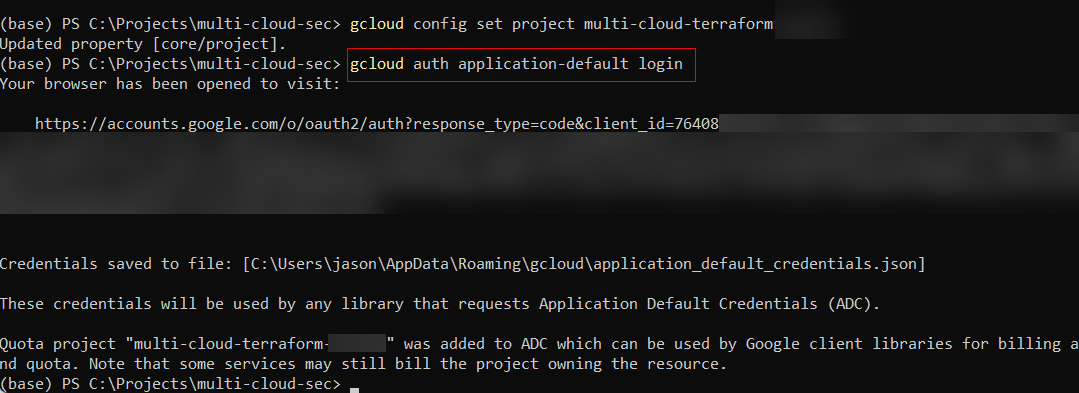 (base) PS C:\Projects\multi-cloud-sec> gcloud config set project multi-cloud-terraform
Updated property [core/project].
(base) PS C:\Projects\multi-cloud-sec> gcloud auth application-default login
Your browser has been opened to visit:
https://accounts.google.com/o/oauth2/auth?response_type=code&client_id=76408
Credentials saved to file: [C:\Users\jason\AppData\Roaming\gcloud\application_default_credentials.json]
These credentials will be used by any library that requests Application Default Credentials (ADC).
Quota project "multi-cloud-terraform-" was added to ADC which can be used by Google client libraries for billing a
nd quota. Note that some services may still bill the project owning the resource.
(base) PS C:\Projects\multi-cloud-sec>